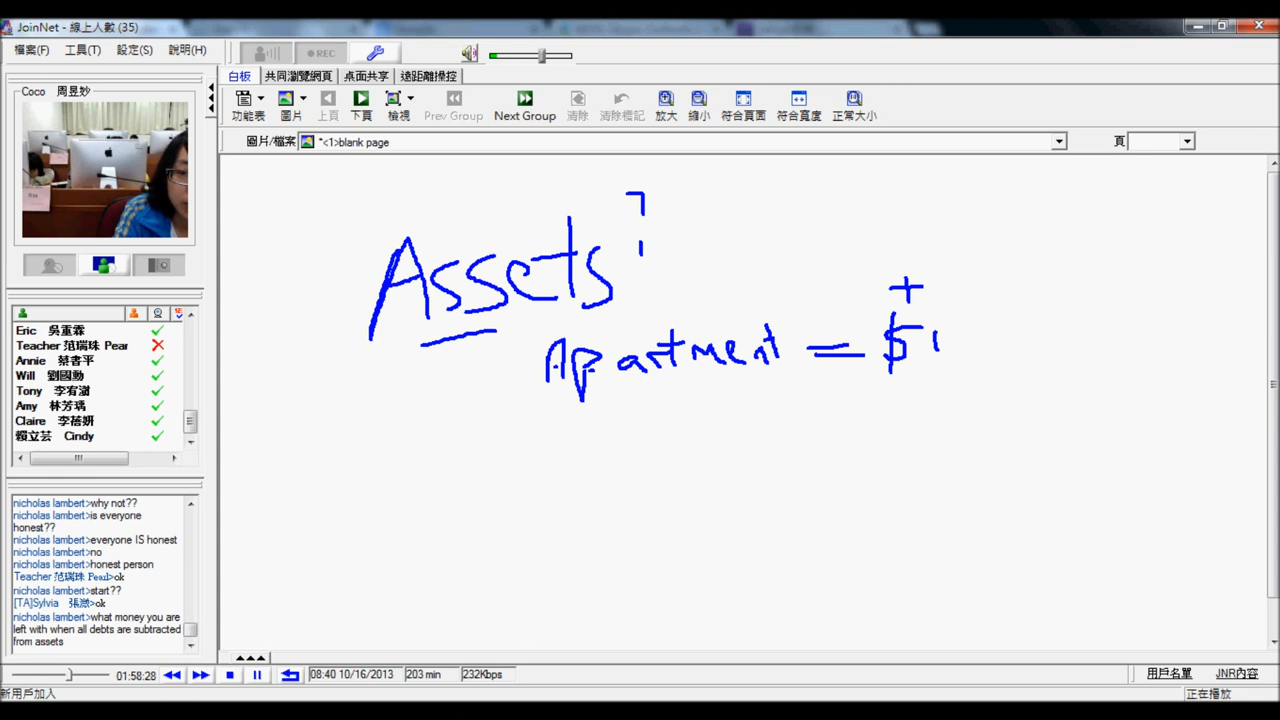 JoinNet - 線上人數 (35)
檔案(F) 工具(T) 設定(S) 說明(H)
REC
Coco 周昱妙
白板 共同瀏覽網頁 桌面共享 遠距離操控
功能表 圖片 上頁 下頁 檢視 Prev Group Next Group 清除 清除標記 放大 縮小 符合頁面 符合寬度 正常大小
圖片/檔案 *<1>blank page 頁
Assets?
Apartment = $
+
Eric 吳重霖
Teacher 范瑞珠 Pear
Annie 蔡書平
Will 劉國動
Tony 李宥澍
Amy 林芳瑀
Claire 李蓓妍
賴立芸 Cindy
nicholas lambert>why not??
nicholas lambert>is everyone
honest??
nicholas lambert>everyone IS honest
nicholas lambert>no
nicholas lambert>honest person
Teacher 范瑞珠 Pearl>ok
nicholas lambert>start??
[TA]Sylvia 張溦>ok
nicholas lambert>what money you are
left with when all debts are subtracted
from assets
01:58:28 08:40 10/16/2013 203 min 232Kbps 用戶名單 JNR內容
新用戶加入 正在播放